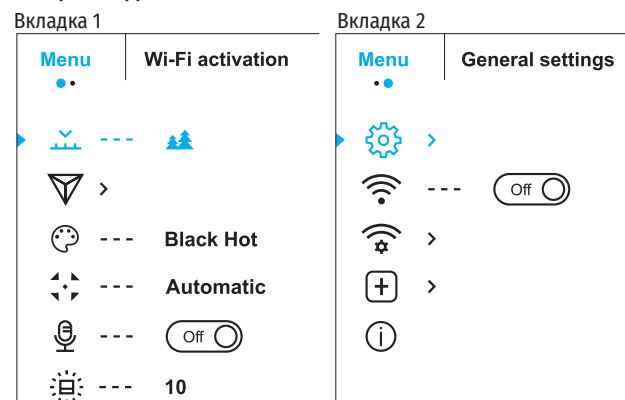 Вкладка 1
Menu
Wi-Fi activation
Black Hot
Automatic
Off
10
Вкладка 2
Menu
General settings
Off